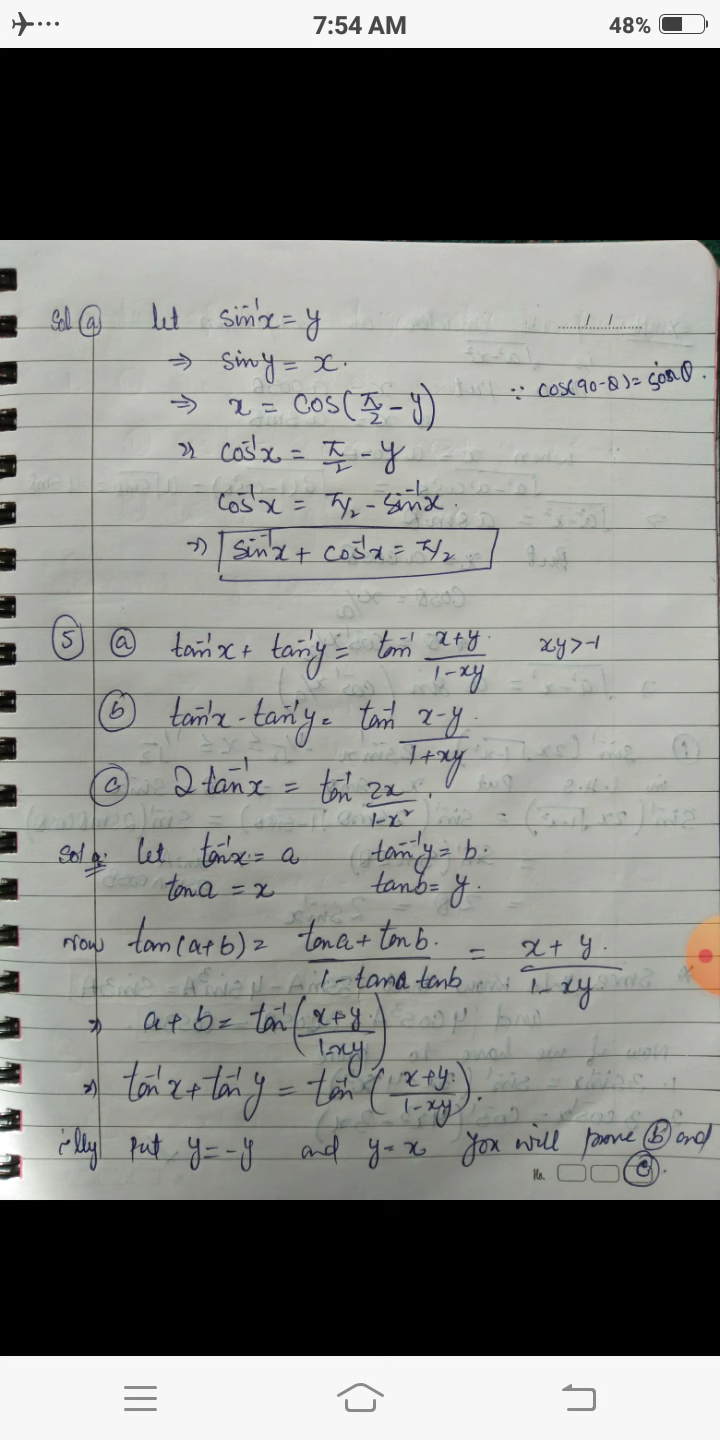 7:54 AM
48%
Sol ⓐ let sin⁻¹x = y
⇒ sin y = x.
⇒ x = cos(π/2 - y) ∵ cos(90-θ) = sinθ.
⇒ cos⁻¹x = π/2 - y
cos⁻¹x = π/2 - sin⁻¹x.
⇒ sin⁻¹x + cos⁻¹x = π/2
⑤ ⓐ tan⁻¹x + tan⁻¹y = tan⁻¹ (x+y)/(1-xy) xy>-1
ⓑ tan⁻¹x - tan⁻¹y = tan⁻¹ (x-y)/(1+xy)
ⓒ 2tan⁻¹x = tan⁻¹ 2x/(1-x²).
Sol a: let tan⁻¹x = a tan⁻¹y = b.
tan a = x tan b = y.
Now tan(a+b) = (tan a + tan b.)/(1 - tan a tan b) = (x+y.)/(1-xy)
⇒ a+b = tan⁻¹((x+y)/(1-xy))
⇒ tan⁻¹x + tan⁻¹y = tan⁻¹((x+y)/(1-xy)).
illy put y = -y and y = x you will prove ⓑ and
No. ⓒ.